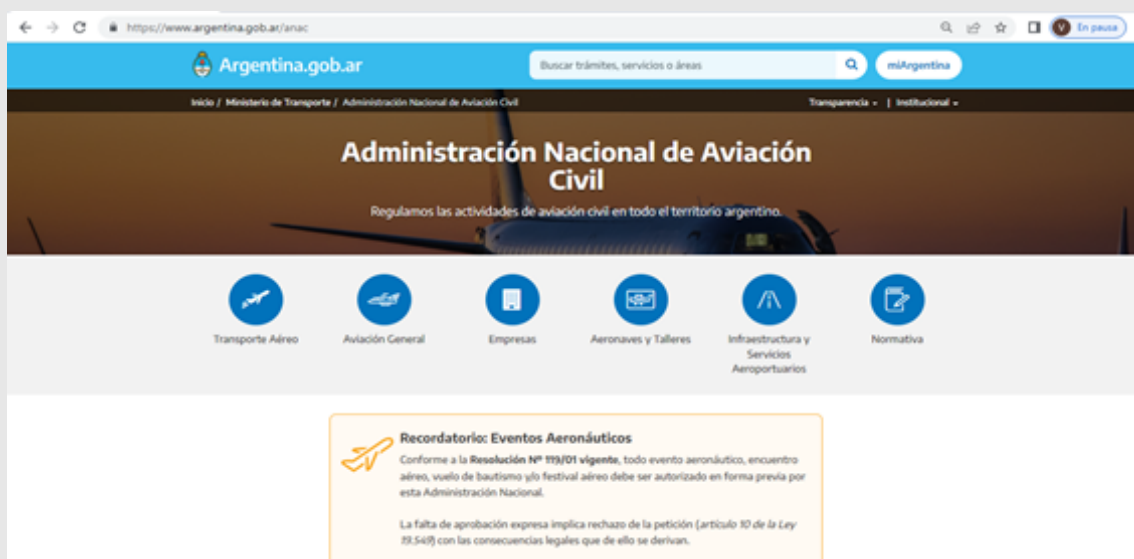 https://www.argentina.gob.ar/anac
En pausa
Argentina.gob.ar
Buscar trámites, servicios o áreas
miArgentina
Inicio / Ministerio de Transporte / Administración Nacional de Aviación Civil
Transparencia | Institucional
Administración Nacional de Aviación
Civil
Regulamos las actividades de aviación civil en todo el territorio argentino.
Transporte Aéreo
Aviación General
Empresas
Aeronaves y Talleres
Infraestructura y
Servicios
Aeroportuarios
Normativa
Recordatorio: Eventos Aeronáuticos
Conforme a la Resolución Nº 119/01 vigente, todo evento aeronáutico, encuentro
aéreo, vuelo de bautismo y/o festival aéreo debe ser autorizado en forma previa por
esta Administración Nacional.
La falta de aprobación expresa implica rechazo de la petición (artículo 10 de la Ley
19.549) con las consecuencias legales que de ello se derivan.